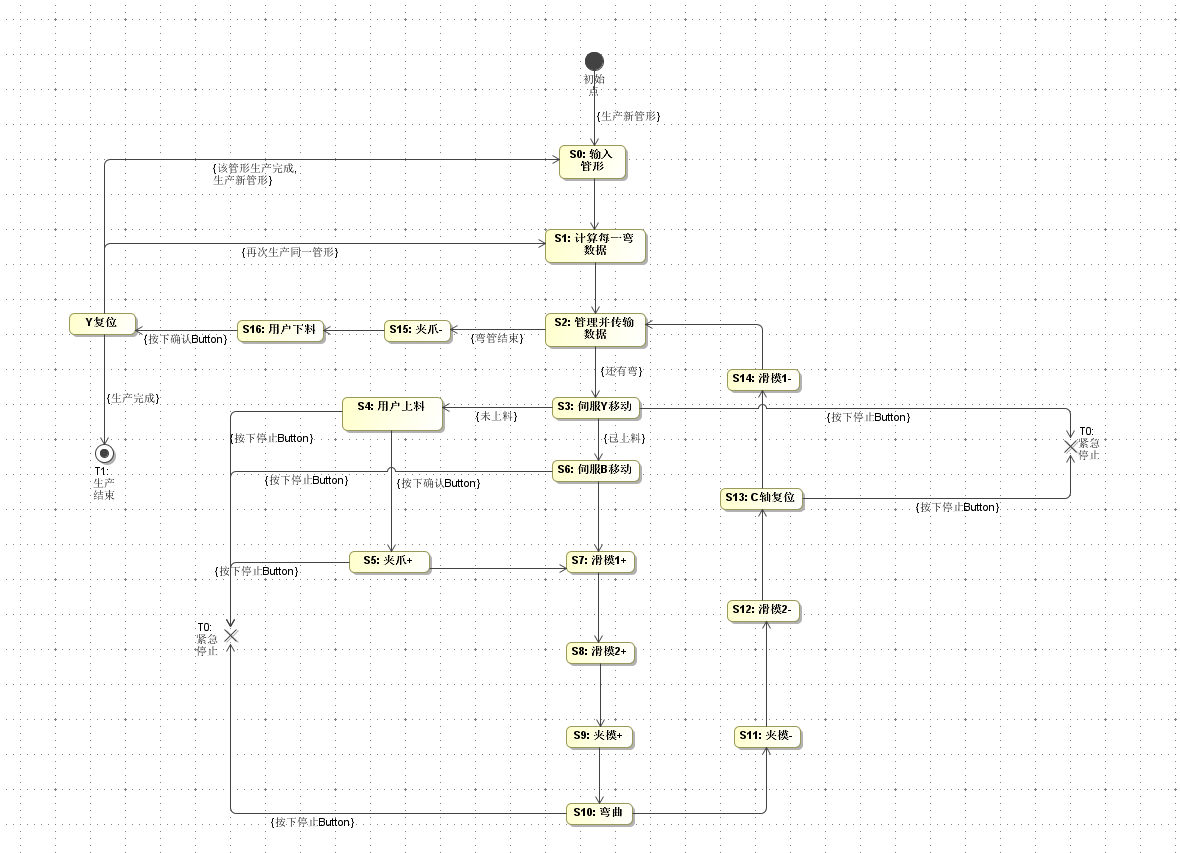 初始
点
{生产新管形}
S0: 输入
管形
{该管形生产完成,
生产新管形}
S1: 计算每一弯
数据
{再次生产同一管形}
Y复位
S16: 用户下料
S15: 夹爪-
S2: 管理并传输
数据
{按下确认Button}
{弯管结束}
{还有弯}
S14: 滑模1-
{生产完成}
S4: 用户上料
S3: 伺服Y移动
{未上料}
{按下停止Button}
{按下停止Button}
{已上料}
T0:
紧急
停止
T1:
生产
结束
S6: 伺服B移动
{按下停止Button}
{按下确认Button}
S13: C轴复位
{按下停止Button}
S5: 夹爪+
S7: 滑模1+
{按下停止Button}
S12: 滑模2-
T0:
紧急
停止
S8: 滑模2+
S9: 夹模+
S11: 夹模-
S10: 弯曲
{按下停止Button}